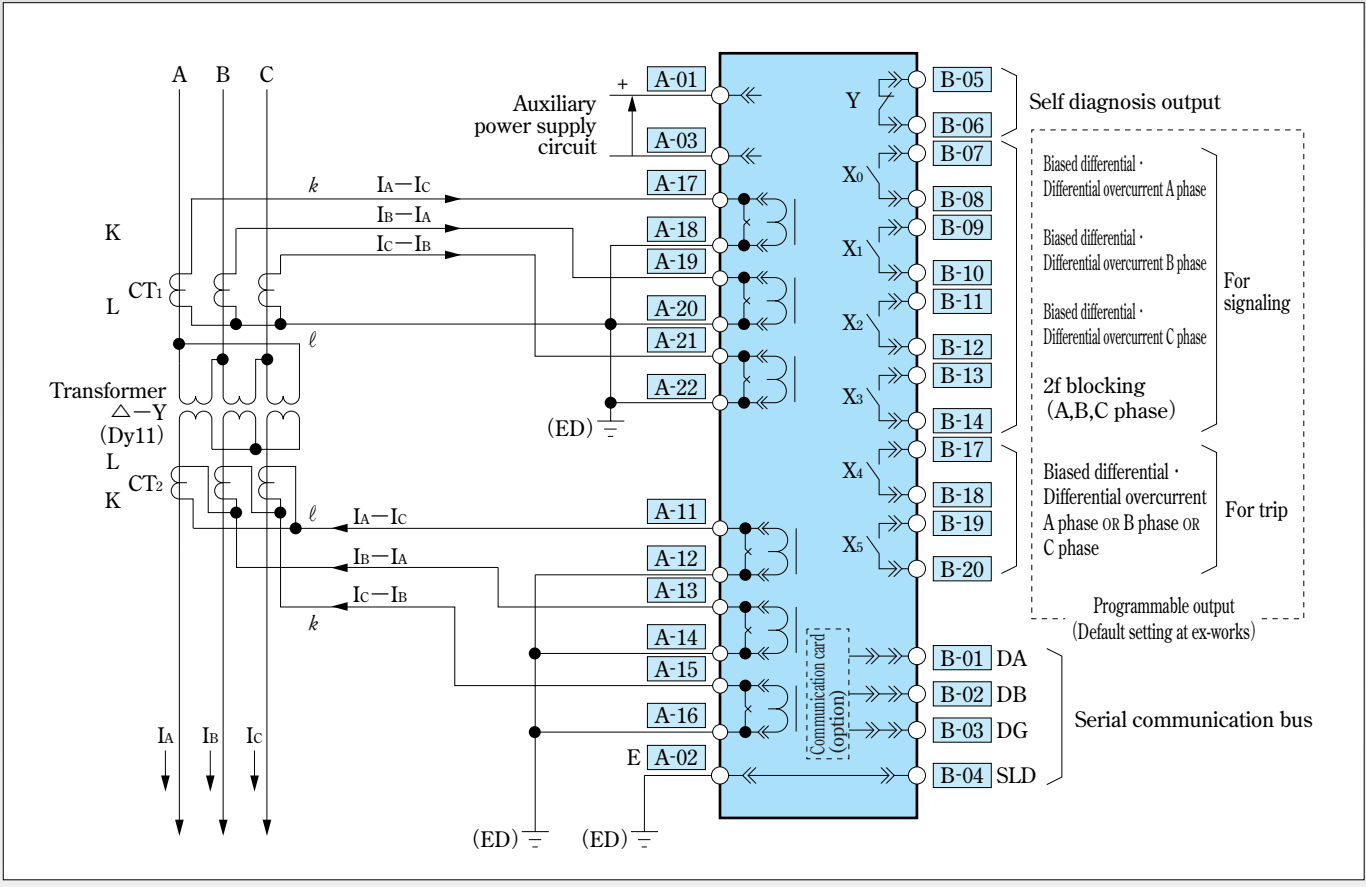 A B C
K
CT1
L
k
IA−IC
IB−IA
IC−IB
ℓ
Transformer
△−Y
(Dy11)
L
CT2
K
ℓ
IA−IC
IB−IA
IC−IB
k
IA IB IC
Auxiliary
power supply
circuit
+
A-01
A-03
A-17
A-18
A-19
A-20
A-21
A-22
(ED)
A-11
A-12
A-13
A-14
A-15
A-16
E A-02
(ED) (ED)
Y
X0
X1
X2
X3
X4
X5
Communication card
(option)
B-05
B-06
B-07
B-08
B-09
B-10
B-11
B-12
B-13
B-14
B-17
B-18
B-19
B-20
B-01 DA
B-02 DB
B-03 DG
B-04 SLD
Self diagnosis output
Biased differential・
Differential overcurrent A phase
Biased differential・
Differential overcurrent B phase
Biased differential・
Differential overcurrent C phase
2f blocking
(A,B,C phase)
For
signaling
Biased differential・
Differential overcurrent
A phase OR B phase OR
C phase
For trip
Programmable output
(Default setting at ex-works)
Serial communication bus